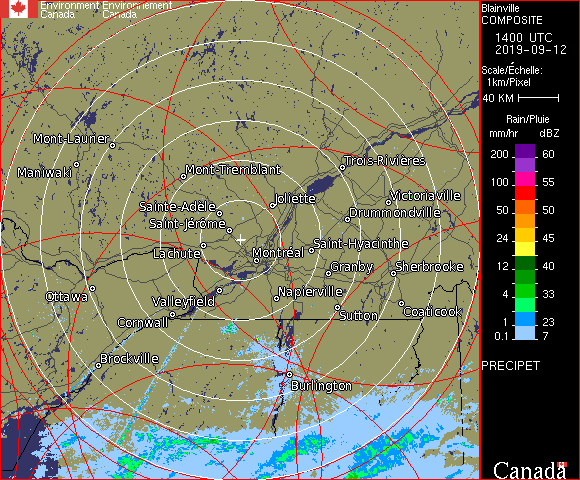 Environment Environnement
Canada Canada
Blainville
COMPOSITE
1400 UTC
2019-09-12
Scale/Échelle:
1km/Pixel
40 KM
Rain/Pluie
mm/hr dBZ
200 60
150 57
100 55
50 50
24 45
12 40
4 33
1 23
0.1 7
PRECIPET
Canada
Mont-Laurier
Maniwaki
Mont-Tremblant
Trois-Rivières
Joliette
Victoriaville
Sainte-Adèle
Drummondville
Saint-Jérôme
Saint-Hyacinthe
Lachute
Montréal
Granby
Sherbrooke
Ottawa
Napierville
Valleyfield
Sutton
Coaticook
Cornwall
Brockville
Burlington